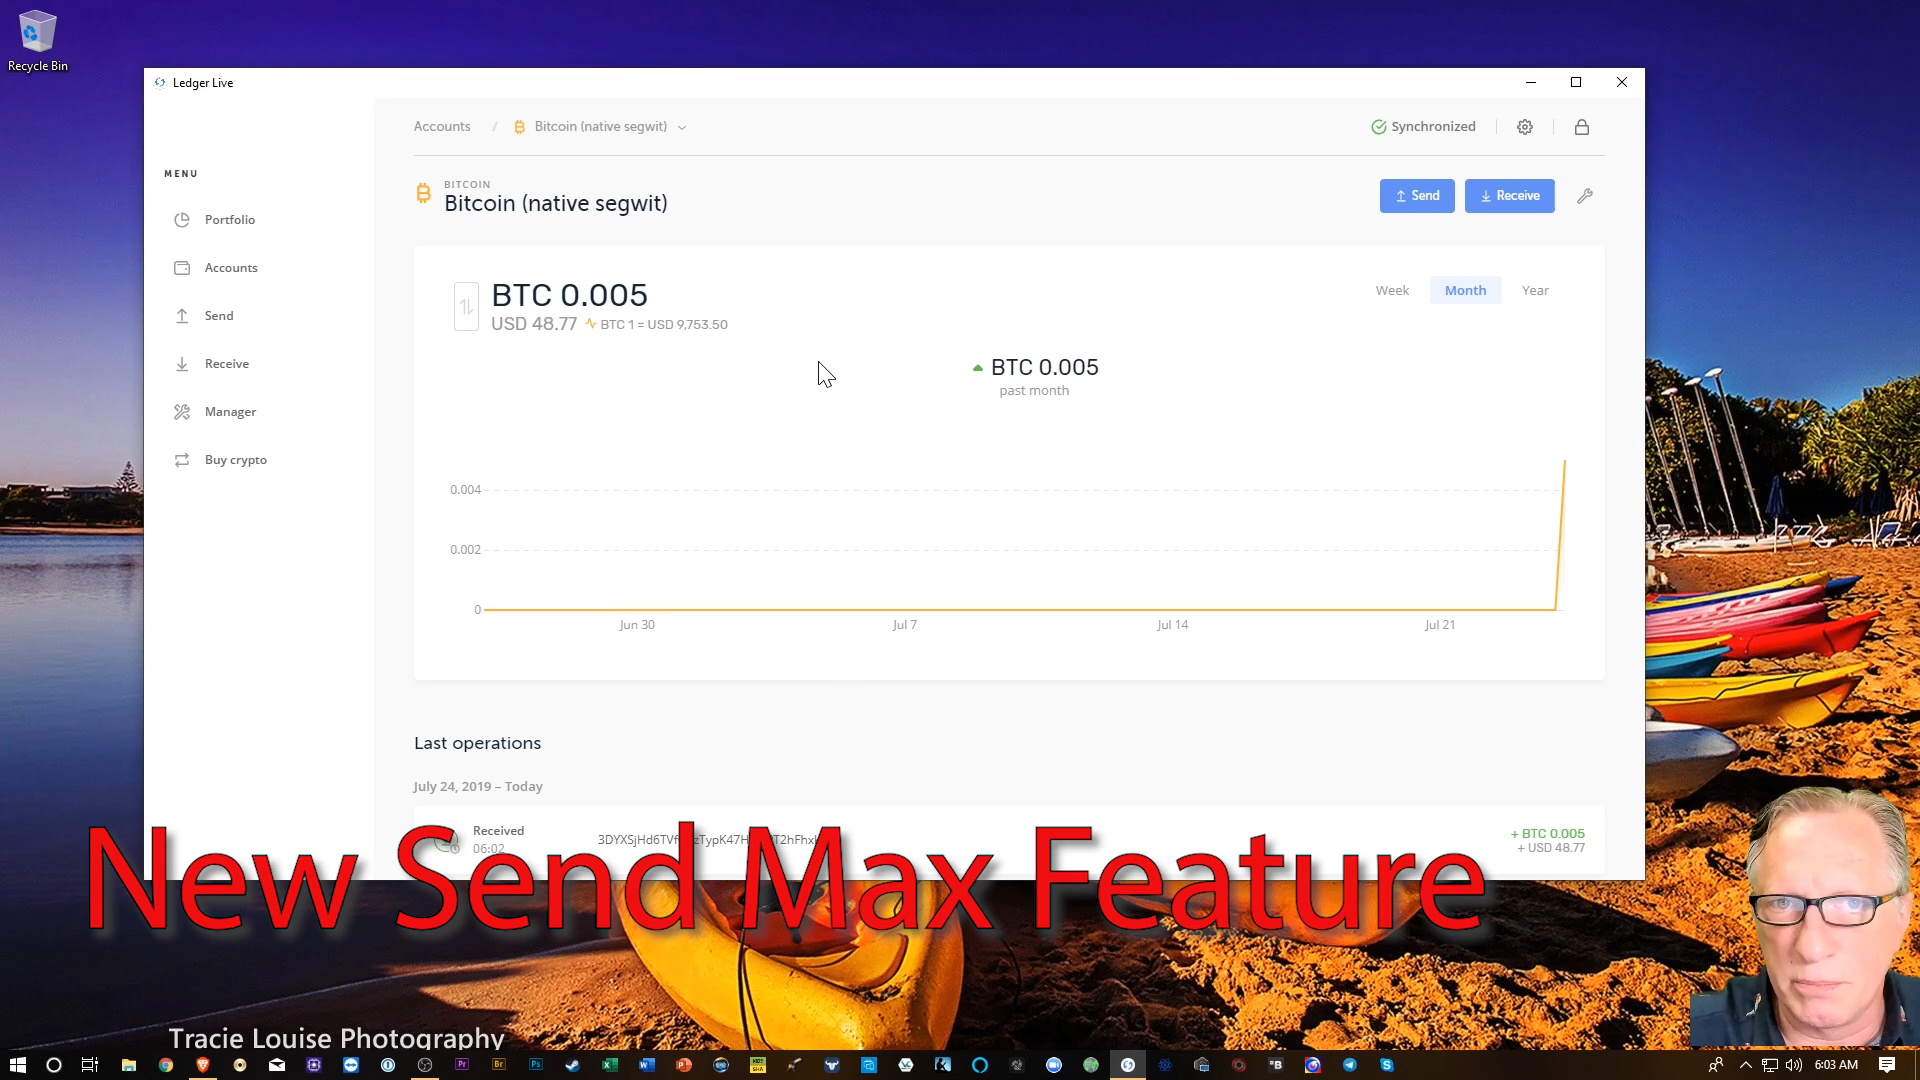 Recycle Bin
Ledger Live
Accounts / Bitcoin (native segwit)
Synchronized
MENU
Portfolio
Accounts
Send
Receive
Manager
Buy crypto
BITCOIN
Bitcoin (native segwit)
Send
Receive
BTC 0.005
USD 48.77 BTC 1 = USD 9,753.50
Week Month Year
BTC 0.005
past month
0.004
0.002
0
Jun 30 Jul 7 Jul 14 Jul 21
Last operations
July 24, 2019 – Today
Received
06:02
+ BTC 0.005
+ USD 48.77
New Send Max Feature
Tracie Louise Photography
6:03 AM